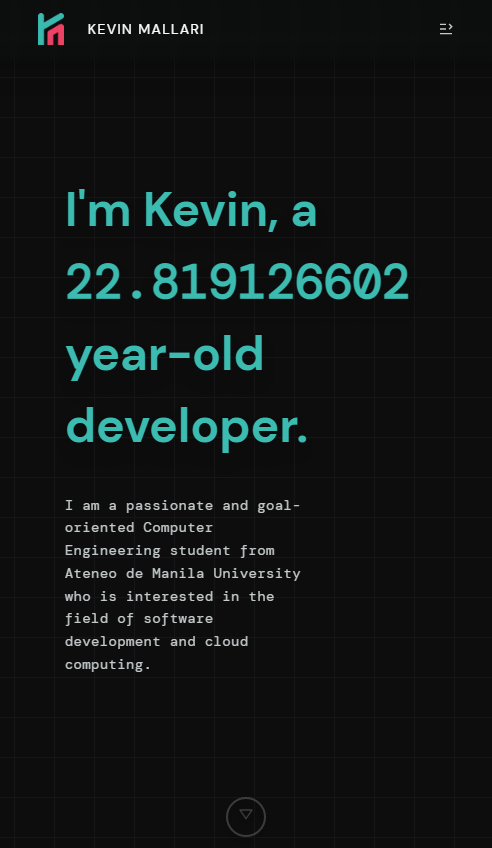 KEVIN MALLARI
I'm Kevin, a
22.819126602
year-old
developer.
I am a passionate and goal-
oriented Computer
Engineering student from
Ateneo de Manila University
who is interested in the
field of software
development and cloud
computing.